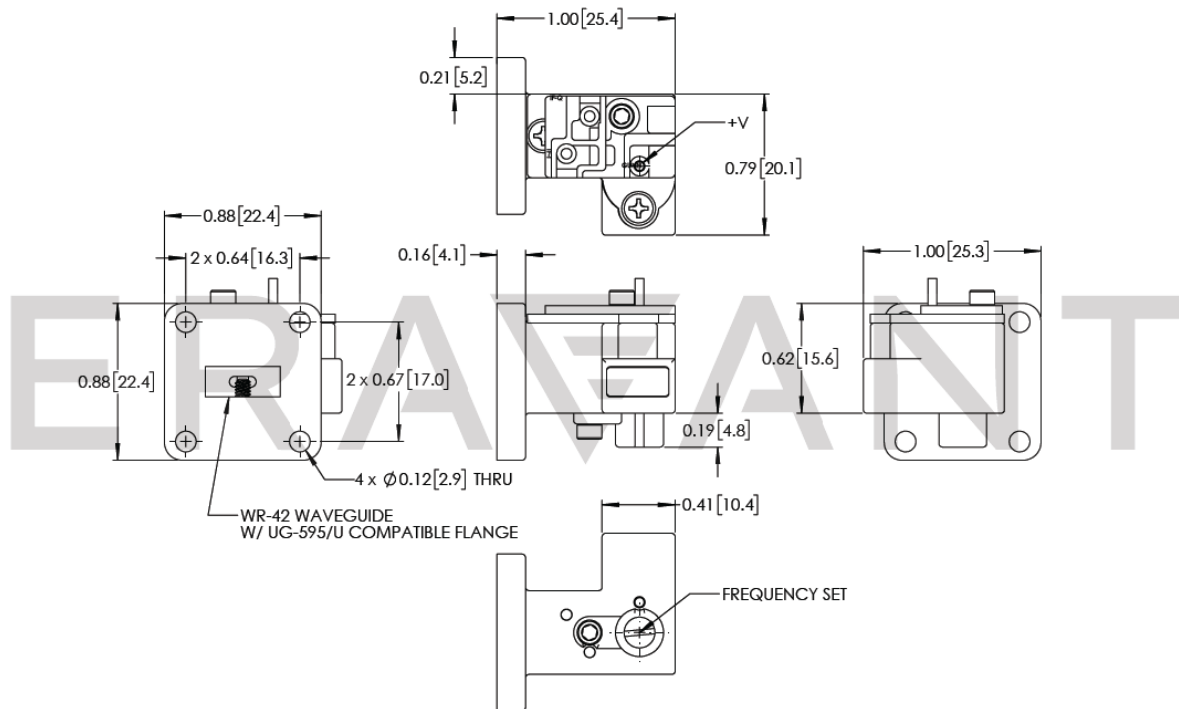 1.00[25.4]
0.21[5.2]
+V
0.79[20.1]
0.88[22.4]
2 x 0.64[16.3]
0.16[4.1]
1.00[25.3]
ERAVANT
0.88[22.4]
2 x 0.67[17.0]
0.62[15.6]
0.19[4.8]
4 x Ø0.12[2.9] THRU
WR-42 WAVEGUIDE
W/ UG-595/U COMPATIBLE FLANGE
0.41[10.4]
FREQUENCY SET